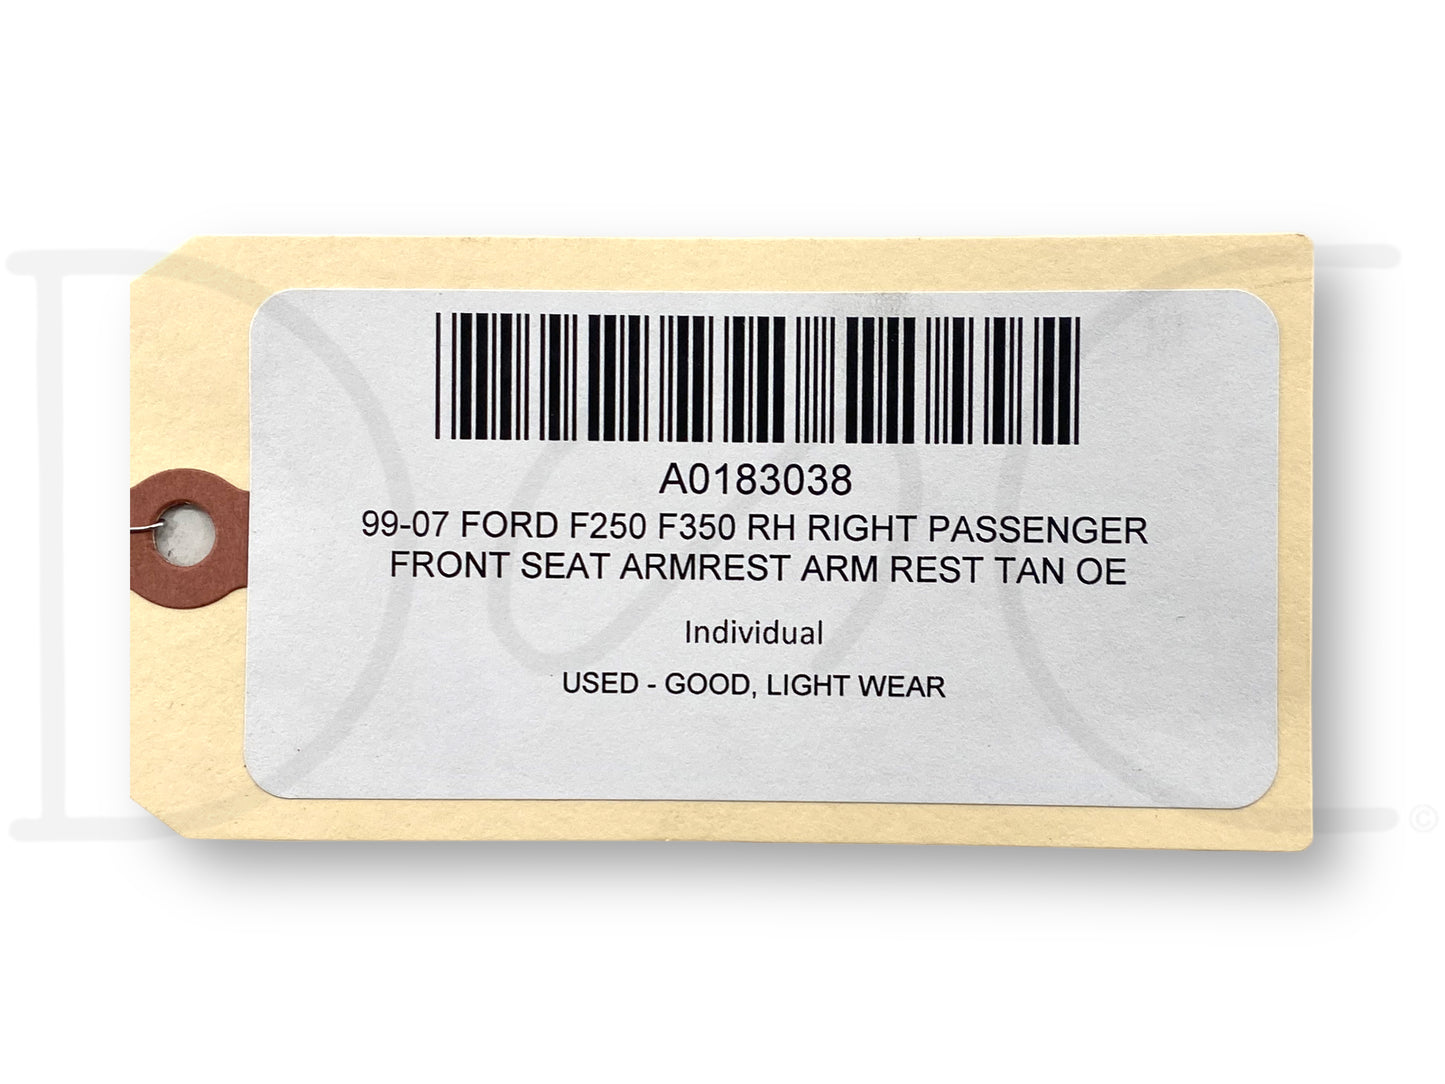 A0183038
99-07 FORD F250 F350 RH RIGHT PASSENGER
FRONT SEAT ARMREST ARM REST TAN OE
Individual
USED - GOOD, LIGHT WEAR
©